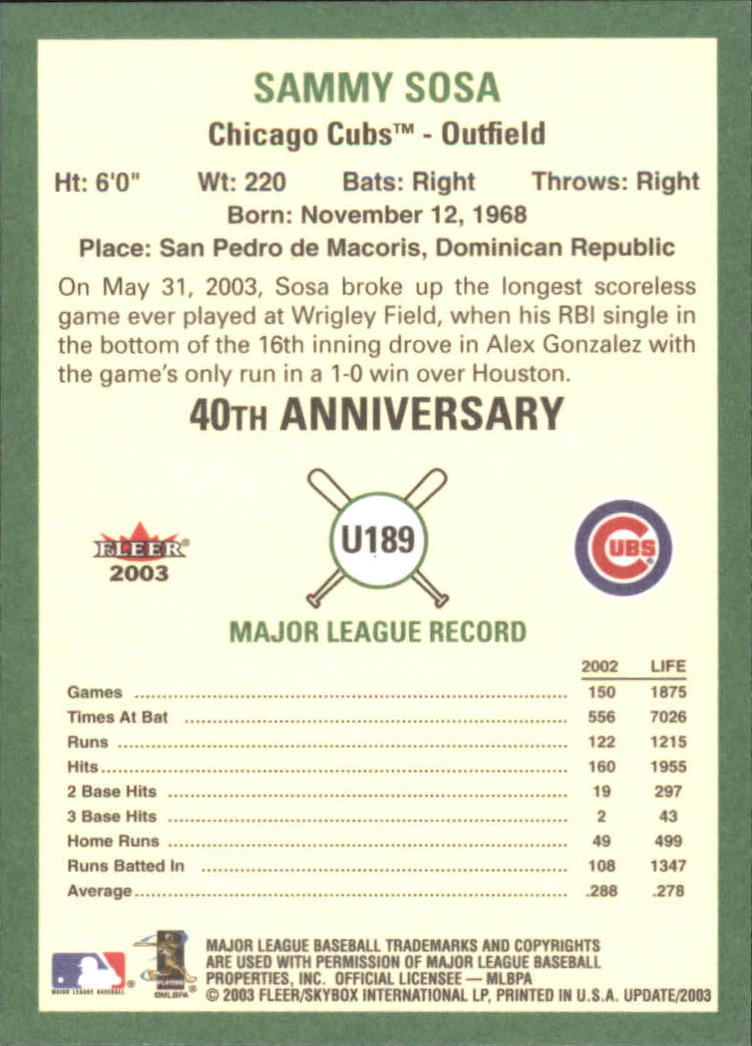 SAMMY SOSA
Chicago Cubs™ - Outfield
Ht: 6'0" Wt: 220 Bats: Right Throws: Right
Born: November 12, 1968
Place: San Pedro de Macoris, Dominican Republic
On May 31, 2003, Sosa broke up the longest scoreless
game ever played at Wrigley Field, when his RBI single in
the bottom of the 16th inning drove in Alex Gonzalez with
the game's only run in a 1-0 win over Houston.
40TH ANNIVERSARY
FLEER®
2003
U189
CUBS®
MAJOR LEAGUE RECORD
2002 LIFE
Games 150 1875
Times At Bat 556 7026
Runs 122 1215
Hits 160 1955
2 Base Hits 19 297
3 Base Hits 2 43
Home Runs 49 499
Runs Batted In 108 1347
Average .288 .278
MAJOR LEAGUE BASEBALL ®
PLAYERS
©MLBPA ®
MAJOR LEAGUE BASEBALL TRADEMARKS AND COPYRIGHTS
ARE USED WITH PERMISSION OF MAJOR LEAGUE BASEBALL
PROPERTIES, INC. OFFICIAL LICENSEE — MLBPA
© 2003 FLEER/SKYBOX INTERNATIONAL LP, PRINTED IN U.S.A. UPDATE/2003